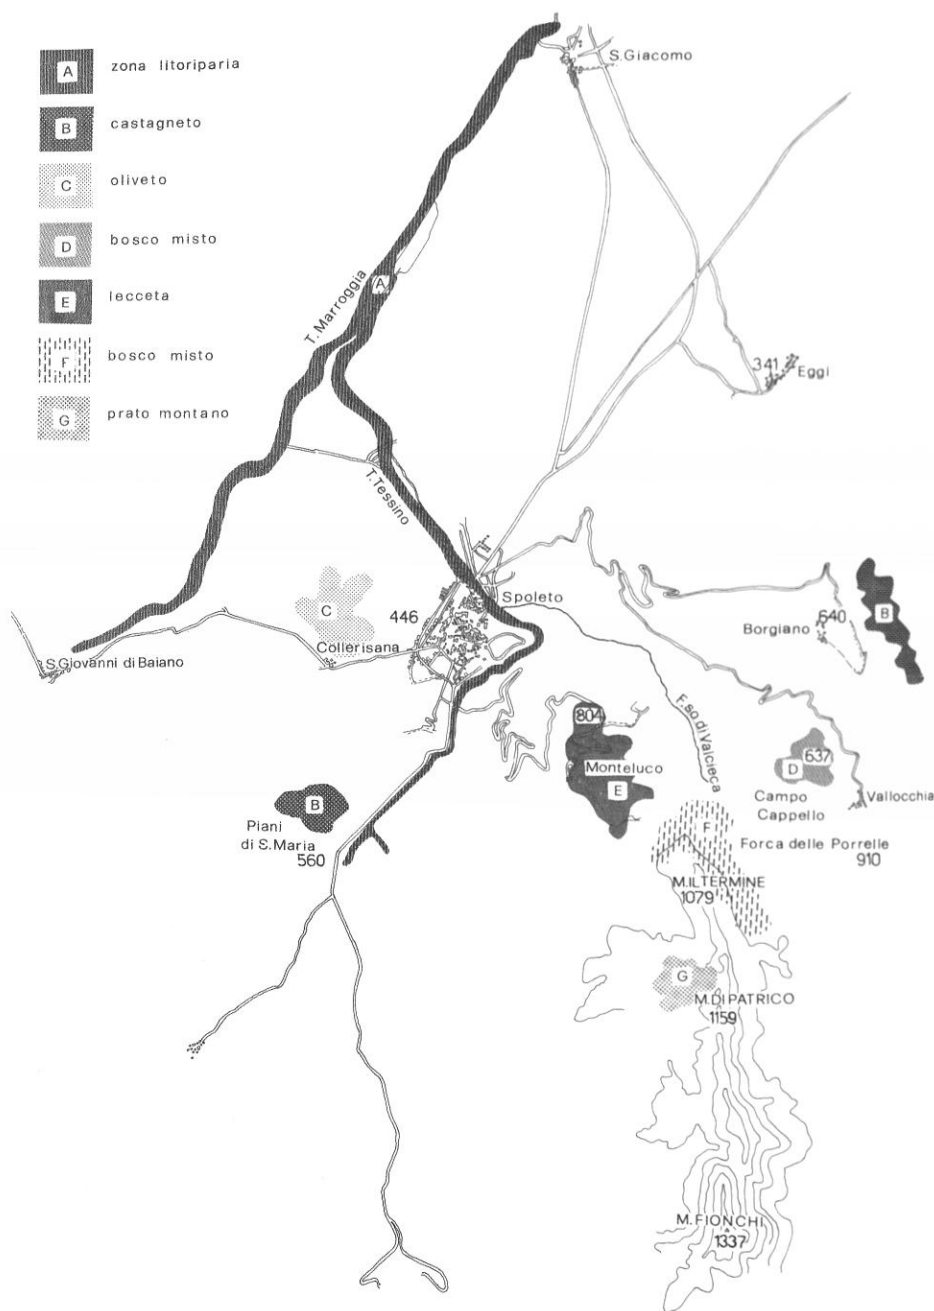 A zona litoriparia
B castagneto
C oliveto
D bosco misto
E lecceta
F bosco misto
G prato montano
S.Giacomo
T. Marroggia
A
341 Eggi
T. Tessino
Spoleto
C
446
Collerisana
S.Giovanni di Baiano
640
Borgiano
B
F.so di Valcieca
804
Monteluco
E
637
D
Campo
Cappello
Vallocchia
B
Piani
di S. Maria
560
F
Forca delle Porrelle
910
M.IL TERMINE
1079
G
M.DI PATRICO
1159
M. FIONCHI
1337